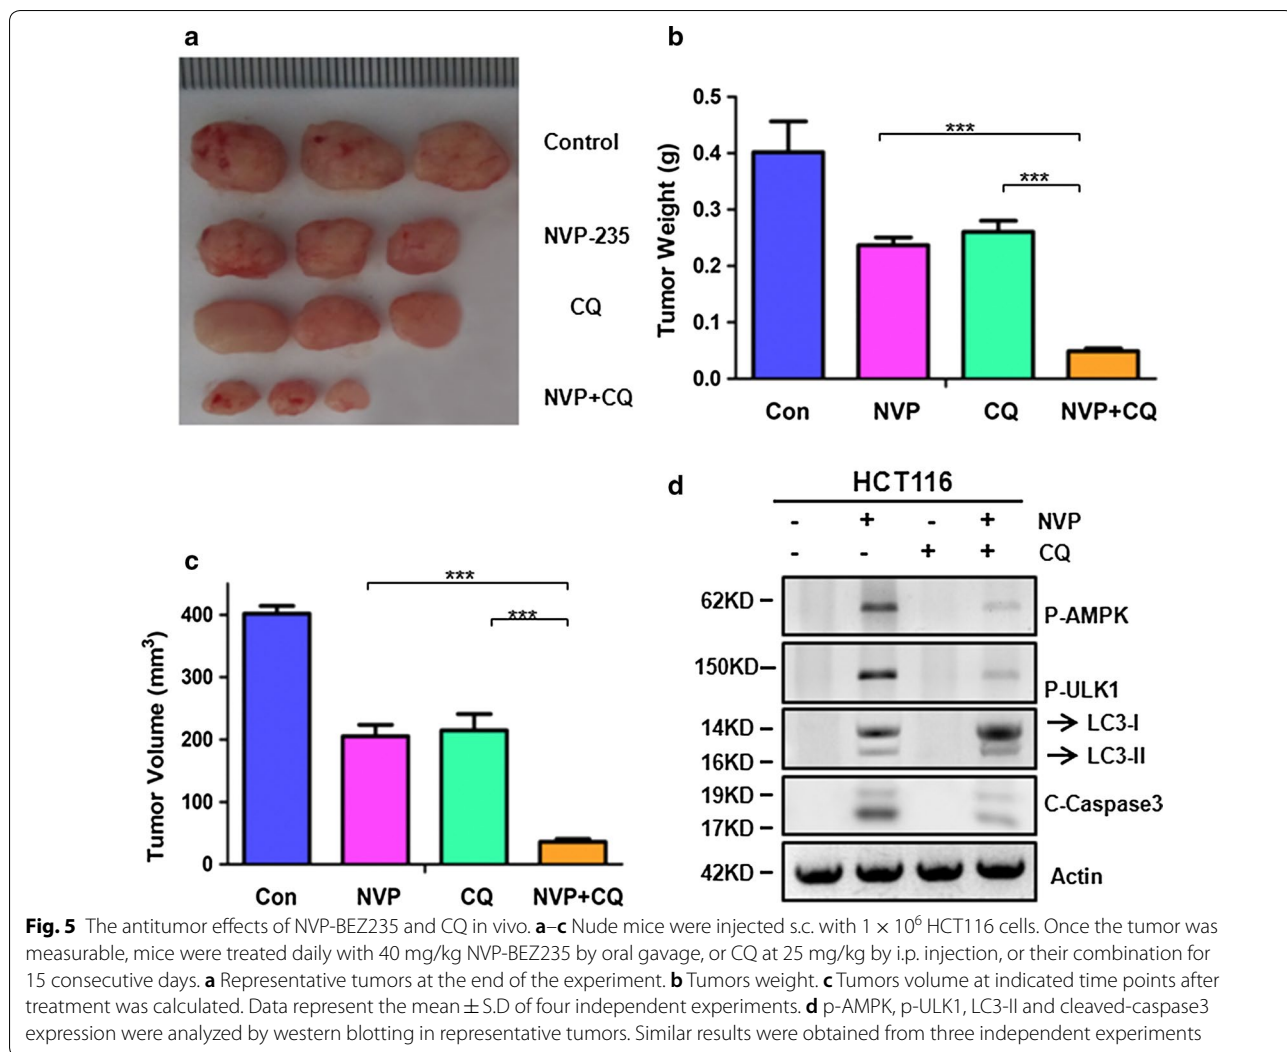 a
Control
NVP-235
CQ
NVP+CQ
b
Tumor Weight (g)
0.5
0.4
0.3
0.2
0.1
0.0
***
***
Con NVP CQ NVP+CQ
c
Tumor Volume (mm³)
400
300
200
100
0
***
***
Con NVP CQ NVP+CQ
d
HCT116
- + - + NVP
- - + + CQ
62KD P-AMPK
150KD P-ULK1
14KD → LC3-I
16KD → LC3-II
19KD C-Caspase3
17KD
42KD Actin
Fig. 5 The antitumor effects of NVP-BEZ235 and CQ in vivo. a–c Nude mice were injected s.c. with 1 × 10⁶ HCT116 cells. Once the tumor was
measurable, mice were treated daily with 40 mg/kg NVP-BEZ235 by oral gavage, or CQ at 25 mg/kg by i.p. injection, or their combination for
15 consecutive days. a Representative tumors at the end of the experiment. b Tumors weight. c Tumors volume at indicated time points after
treatment was calculated. Data represent the mean ± S.D of four independent experiments. d p-AMPK, p-ULK1, LC3-II and cleaved-caspase3
expression were analyzed by western blotting in representative tumors. Similar results were obtained from three independent experiments